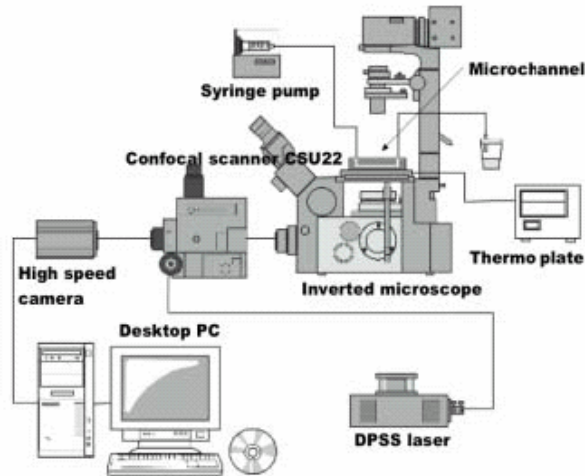 Syringe pump
Microchannel
Confocal scanner CSU22
Thermo plate
High speed
camera
Inverted microscope
Desktop PC
DPSS laser